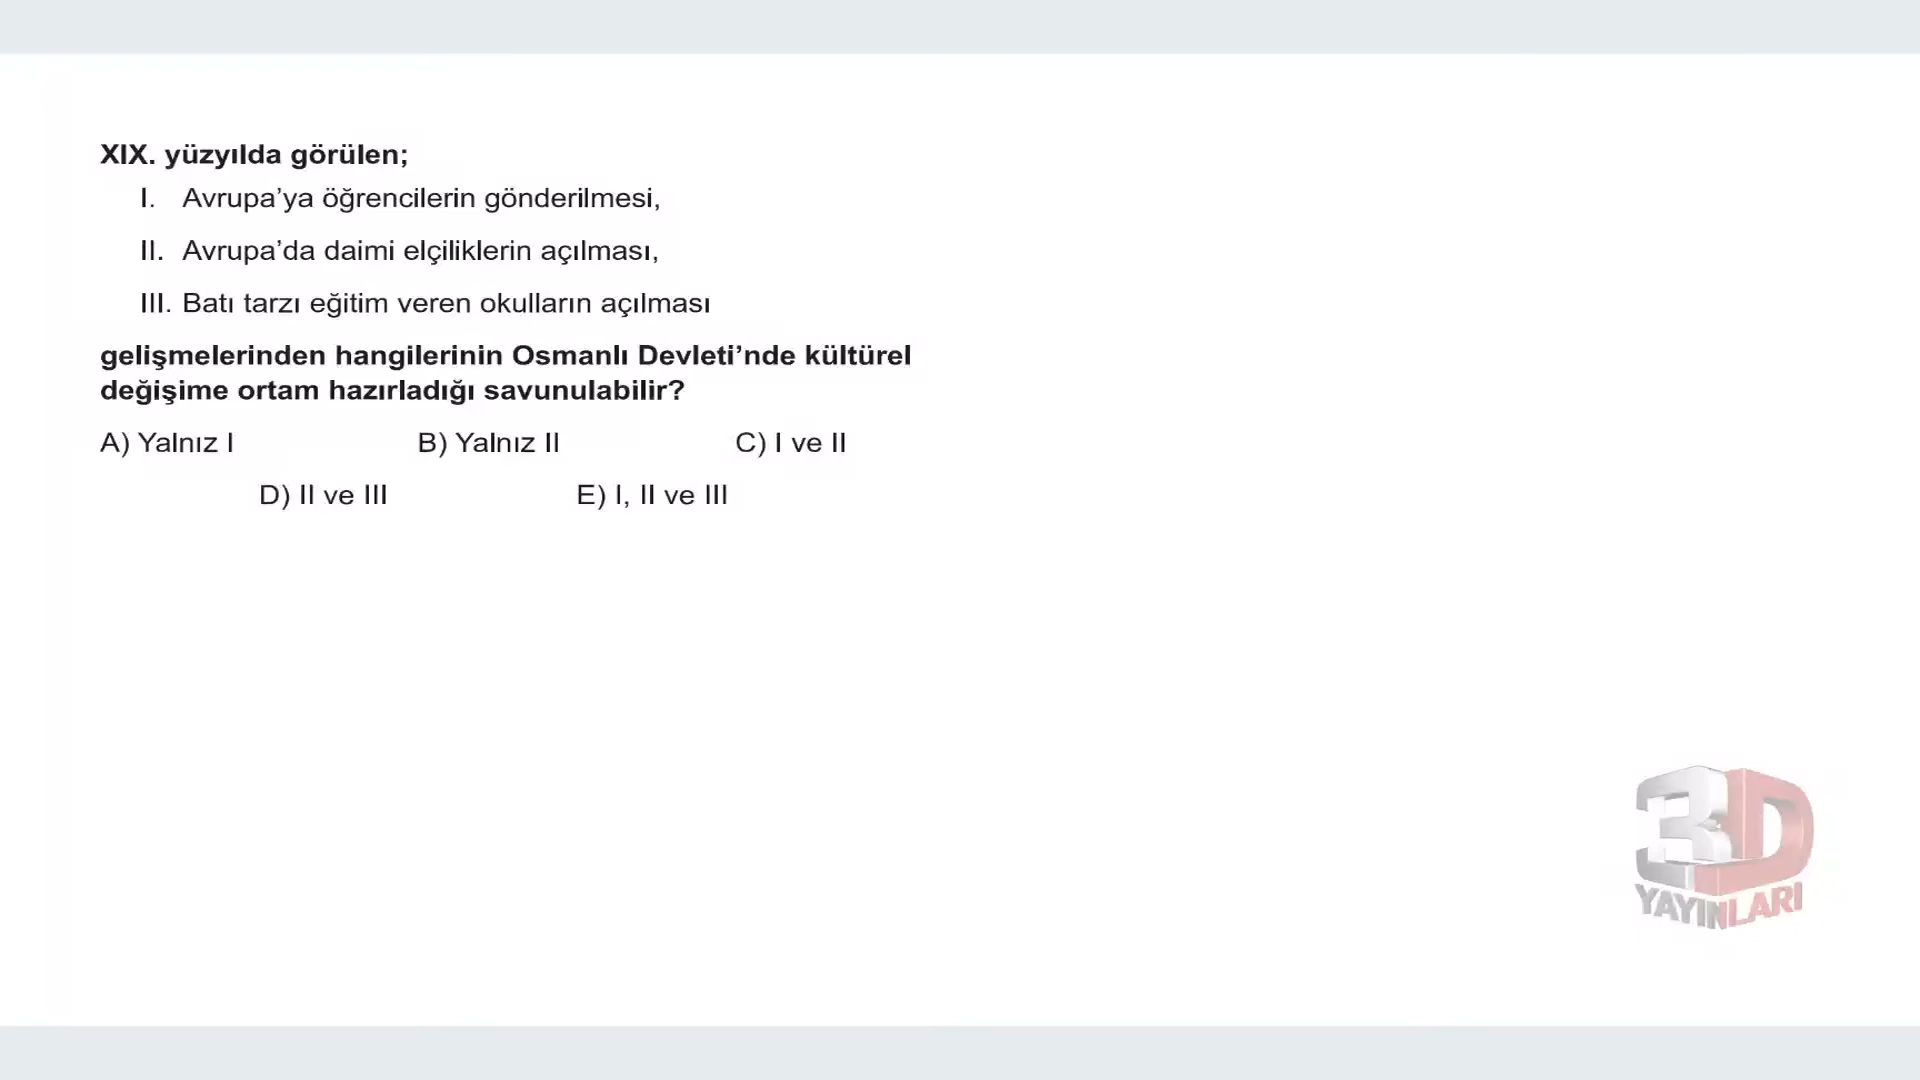 XIX. yüzyılda görülen;
I. Avrupa’ya öğrencilerin gönderilmesi,
II. Avrupa’da daimi elçiliklerin açılması,
III. Batı tarzı eğitim veren okulların açılması
gelişmelerinden hangilerinin Osmanlı Devleti’nde kültürel
değişime ortam hazırladığı savunulabilir?
A) Yalnız I B) Yalnız II C) I ve II
D) II ve III E) I, II ve III
3D
YAYINLARI